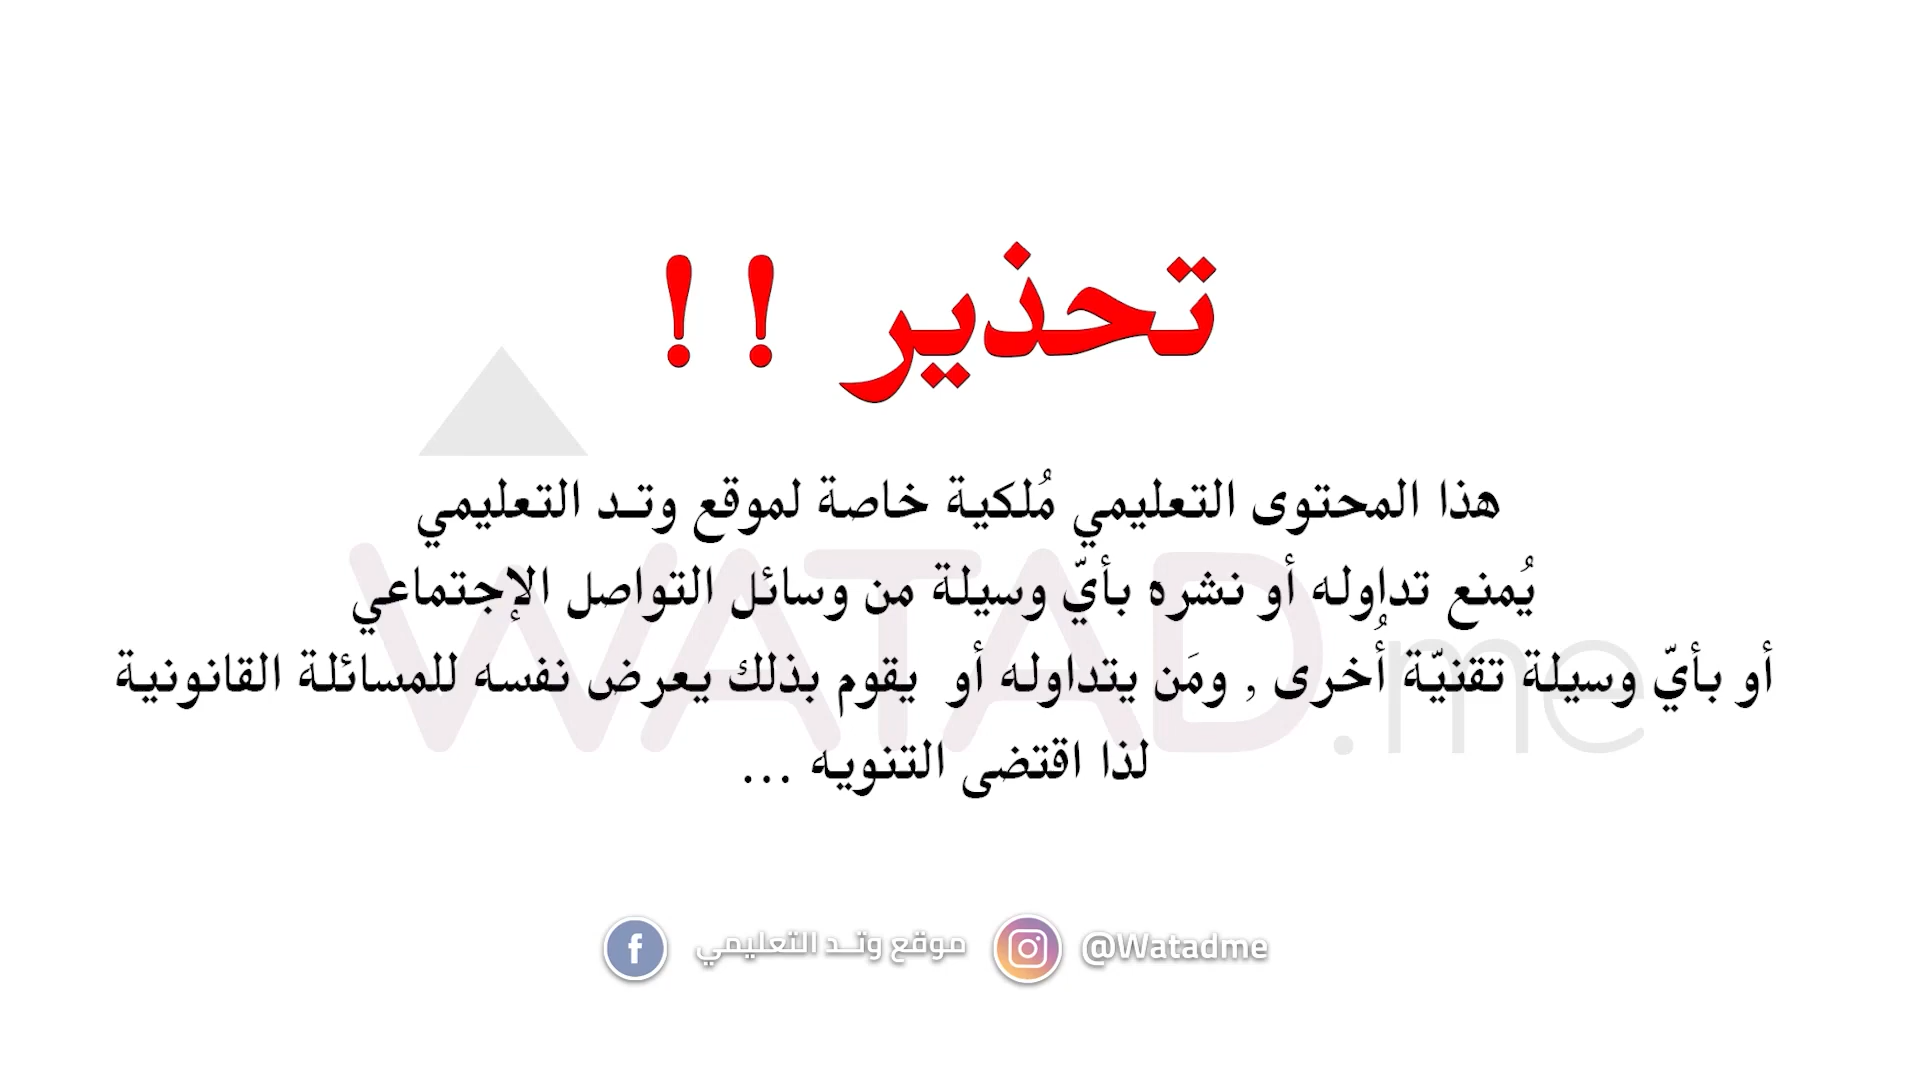 تحذير ! !
هذا المحتوى التعليمي مُلكية خاصة لموقع وتـد التعليمي
يُمنع تداوله أو نشره بأيّ وسيلة من وسائل التواصل الإجتماعي
أو بأيّ وسيلة تقنيّة أُخرى , ومَن يتداوله أو يقوم بذلك يعرض نفسه للمسائلة القانونية
لذا اقتضى التنويه ...
WATAD.me
@Watadme موقع وتـد التعليمي